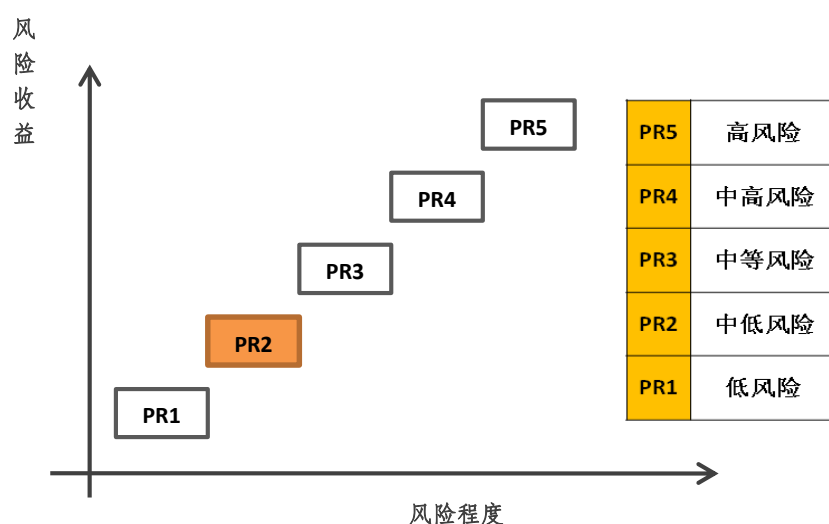 风
险
收
益
PR5
PR4
PR3
PR2
PR1
风险程度
PR5 高风险
PR4 中高风险
PR3 中等风险
PR2 中低风险
PR1 低风险